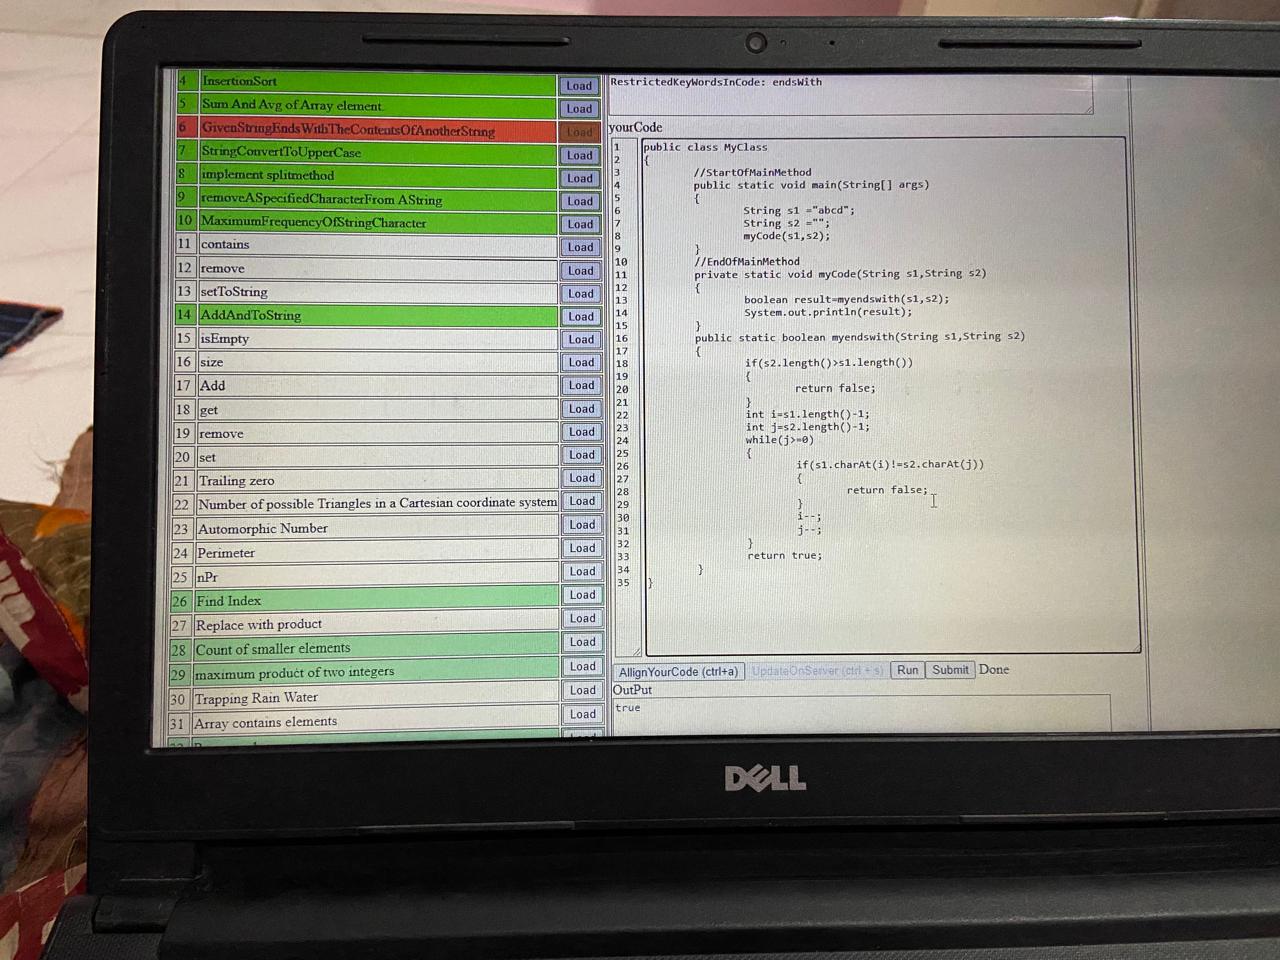 4 InsertionSort Load
5 Sum And Avg of Array element Load
6 GivenStringEndsWithTheContentsOfAnotherString Load
7 StringConvertToUpperCase Load
8 implement splitmethod Load
9 removeASpecifiedCharacterFrom AString Load
10 MaximumFrequencyOfStringCharacter Load
11 contains Load
12 remove Load
13 setToString Load
14 AddAndToString Load
15 isEmpty Load
16 size Load
17 Add Load
18 get Load
19 remove Load
20 set Load
21 Trailing zero Load
22 Number of possible Triangles in a Cartesian coordinate system Load
23 Automorphic Number Load
24 Perimeter Load
25 nPr Load
26 Find Index Load
27 Replace with product Load
28 Count of smaller elements Load
29 maximum product of two integers Load
30 Trapping Rain Water Load
31 Array contains elements Load
RestrictedKeyWordsInCode: endsWith
yourCode
1 public class MyClass
2 {
3 //StartOfMainMethod
4 public static void main(String[] args)
5 {
6 String s1 ="abcd";
7 String s2 ="";
8 myCode(s1,s2);
9 }
10 //EndOfMainMethod
11 private static void myCode(String s1,String s2)
12 {
13 boolean result=myendswith(s1,s2);
14 System.out.println(result);
15 }
16 public static boolean myendswith(String s1,String s2)
17 {
18 if(s2.length()>s1.length())
19 {
20 return false;
21 }
22 int i=s1.length()-1;
23 int j=s2.length()-1;
24 while(j>=0)
25 {
26 if(s1.charAt(i)!=s2.charAt(j))
27 {
28 return false;
29 }
30 i--;
31 j--;
32 }
33 return true;
34 }
35 }
AllignYourCode (ctrl+a) UpdateOnServer (ctrl + s) Run Submit Done
OutPut
true
DELL